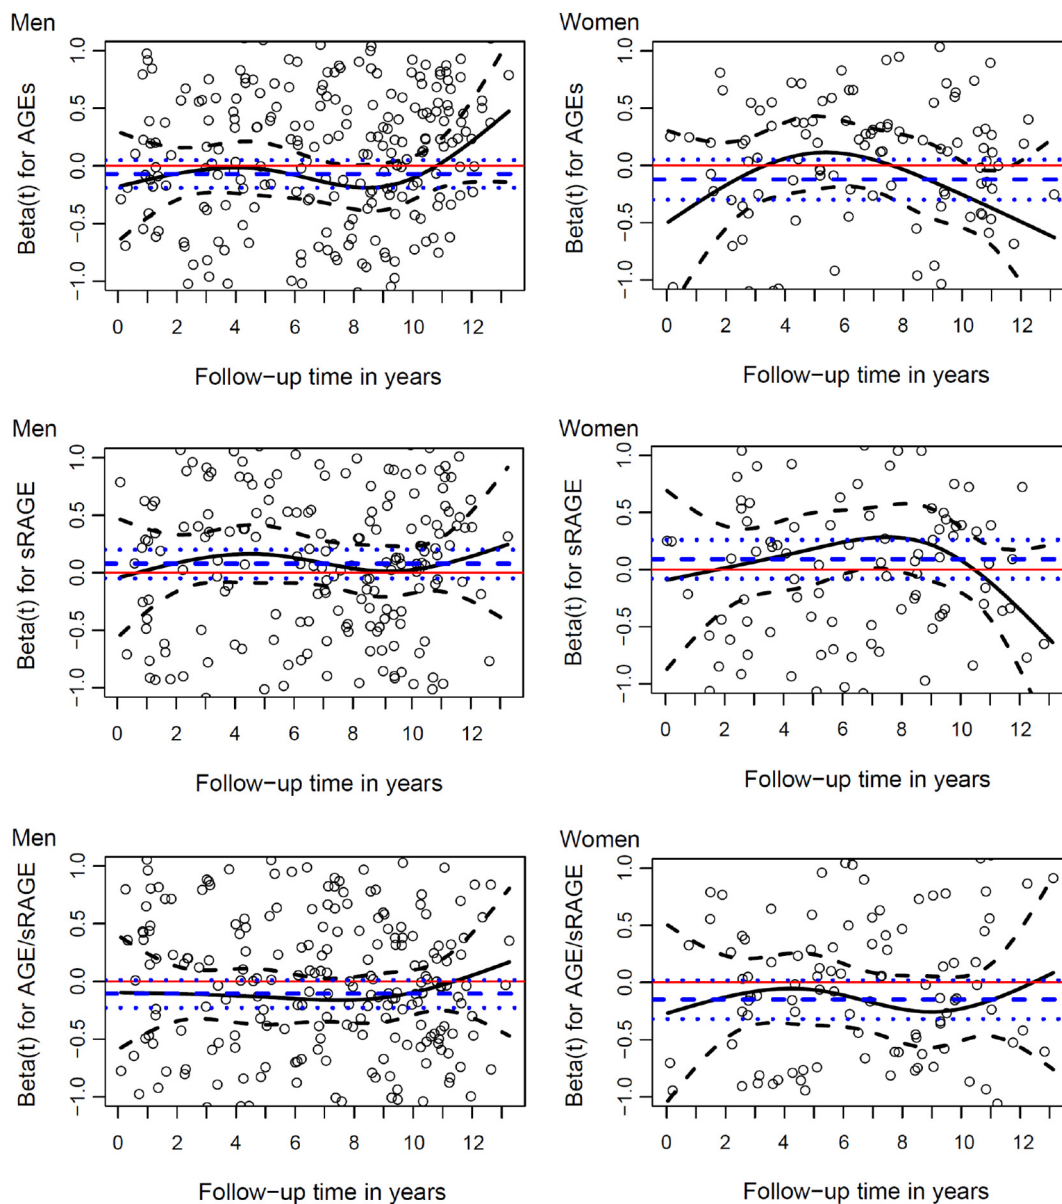 Men
Women
Beta(t) for AGEs
1.0
0.5
0.0
−0.5
−1.0
0 2 4 6 8 10 12
Follow−up time in years
Beta(t) for AGEs
1.0
0.5
0.0
−0.5
−1.0
0 2 4 6 8 10 12
Follow−up time in years
Men
Women
Beta(t) for sRAGE
1.0
0.5
0.0
−0.5
−1.0
0 2 4 6 8 10 12
Follow−up time in years
Beta(t) for sRAGE
1.0
0.5
0.0
−0.5
−1.0
0 2 4 6 8 10 12
Follow−up time in years
Men
Women
Beta(t) for AGE/sRAGE
1.0
0.5
0.0
−0.5
−1.0
0 2 4 6 8 10 12
Follow−up time in years
Beta(t) for AGE/sRAGE
1.0
0.5
0.0
−0.5
−1.0
0 2 4 6 8 10 12
Follow−up time in years